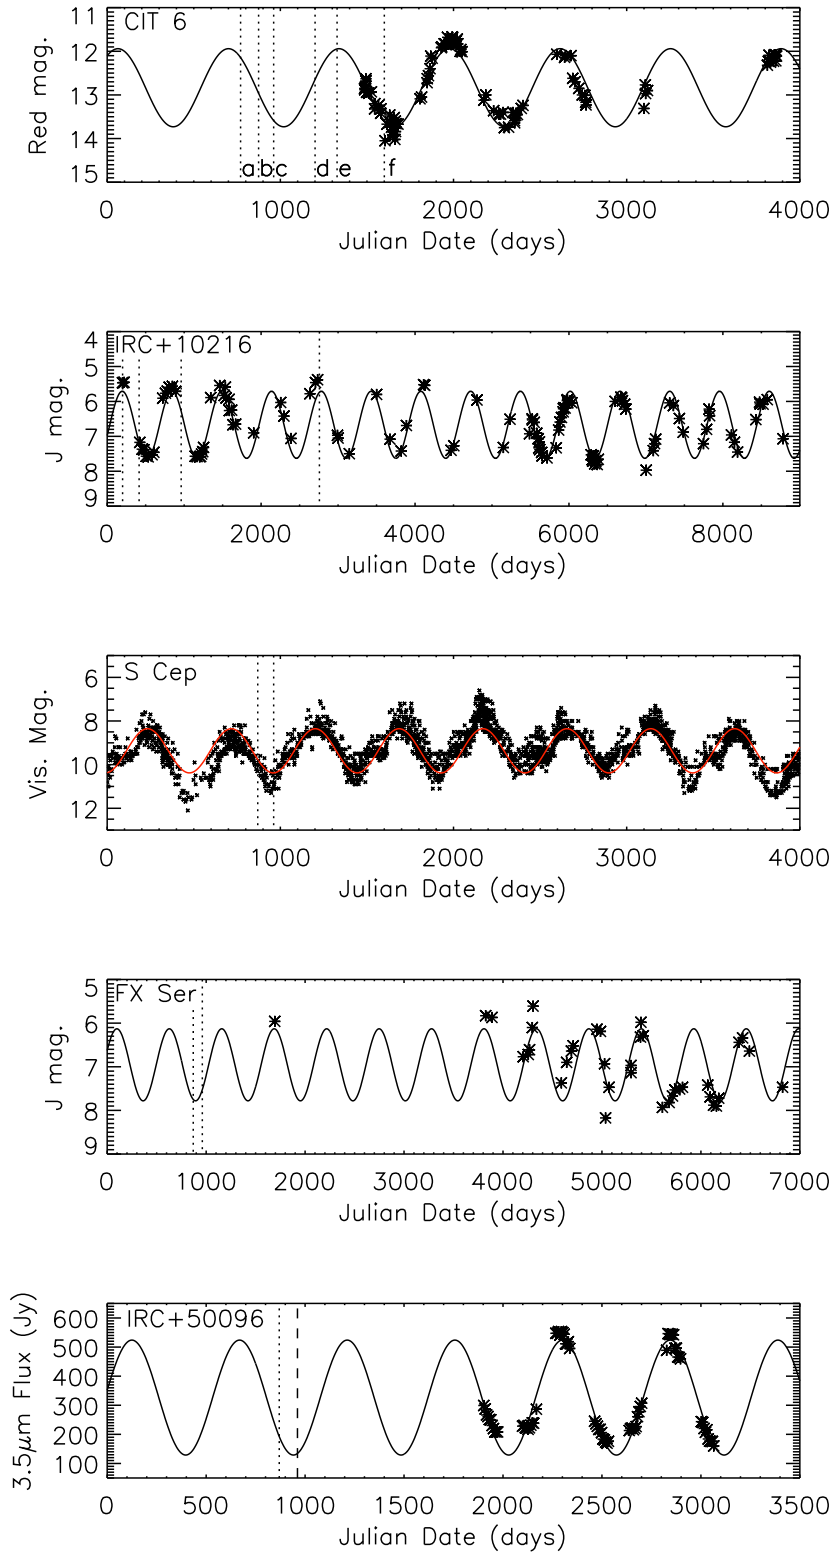 CIT 6
11
12
13
14
15
Red mag.
a b c d e f
0 1000 2000 3000 4000
Julian Date (days)
IRC+10216
4
5
6
7
8
9
J mag.
0 2000 4000 6000 8000
Julian Date (days)
S Cep
6
8
10
12
Vis. Mag.
0 1000 2000 3000 4000
Julian Date (days)
FX Ser
5
6
7
8
9
J mag.
0 1000 2000 3000 4000 5000 6000 7000
Julian Date (days)
IRC+50096
600
500
400
300
200
100
3.5μm Flux (Jy)
0 500 1000 1500 2000 2500 3000 3500
Julian Date (days)